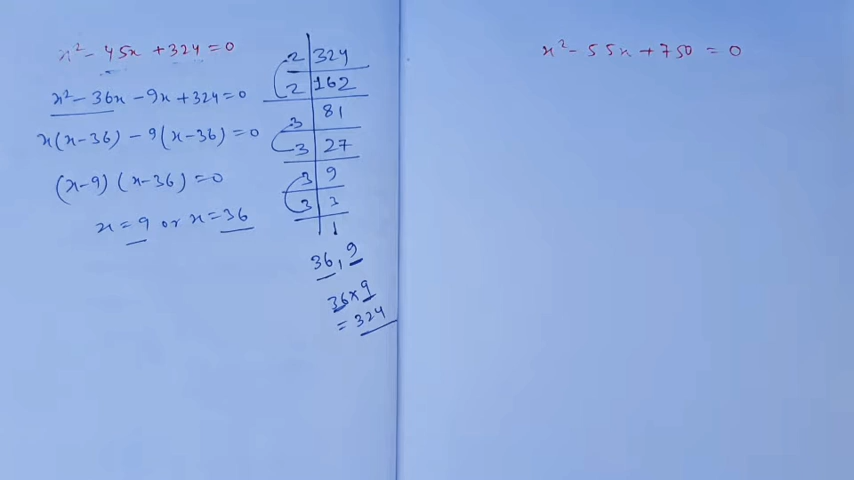 x² - 45x + 324 = 0
x² - 36x - 9x + 324 = 0
x(x-36) - 9(x-36) = 0
(x-9) (x-36) = 0
x = 9 or x = 36
2 | 324
2 | 162
3 | 81
3 | 27
3 | 9
3 | 3
1
36, 9
36 x 9
= 324
x² - 55x + 750 = 0